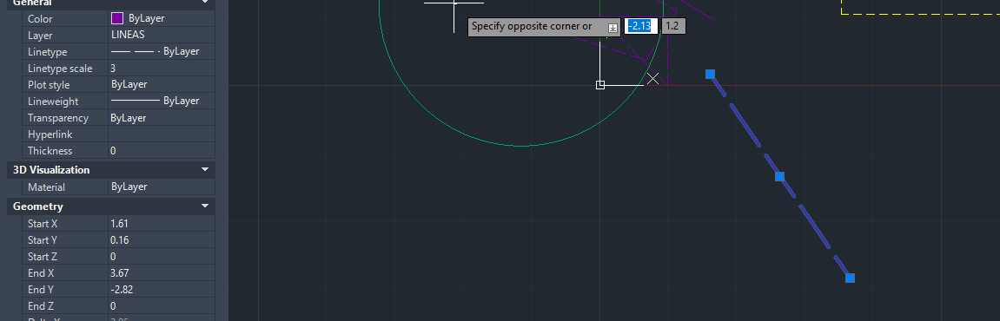 General
Color ByLayer
Layer LINEAS
Linetype ByLayer
Linetype scale 3
Plot style ByLayer
Lineweight ByLayer
Transparency ByLayer
Hyperlink
Thickness 0
3D Visualization
Material ByLayer
Geometry
Start X 1.61
Start Y 0.16
Start Z 0
End X 3.67
End Y -2.82
End Z 0
Specify opposite corner or -2.13 1.2